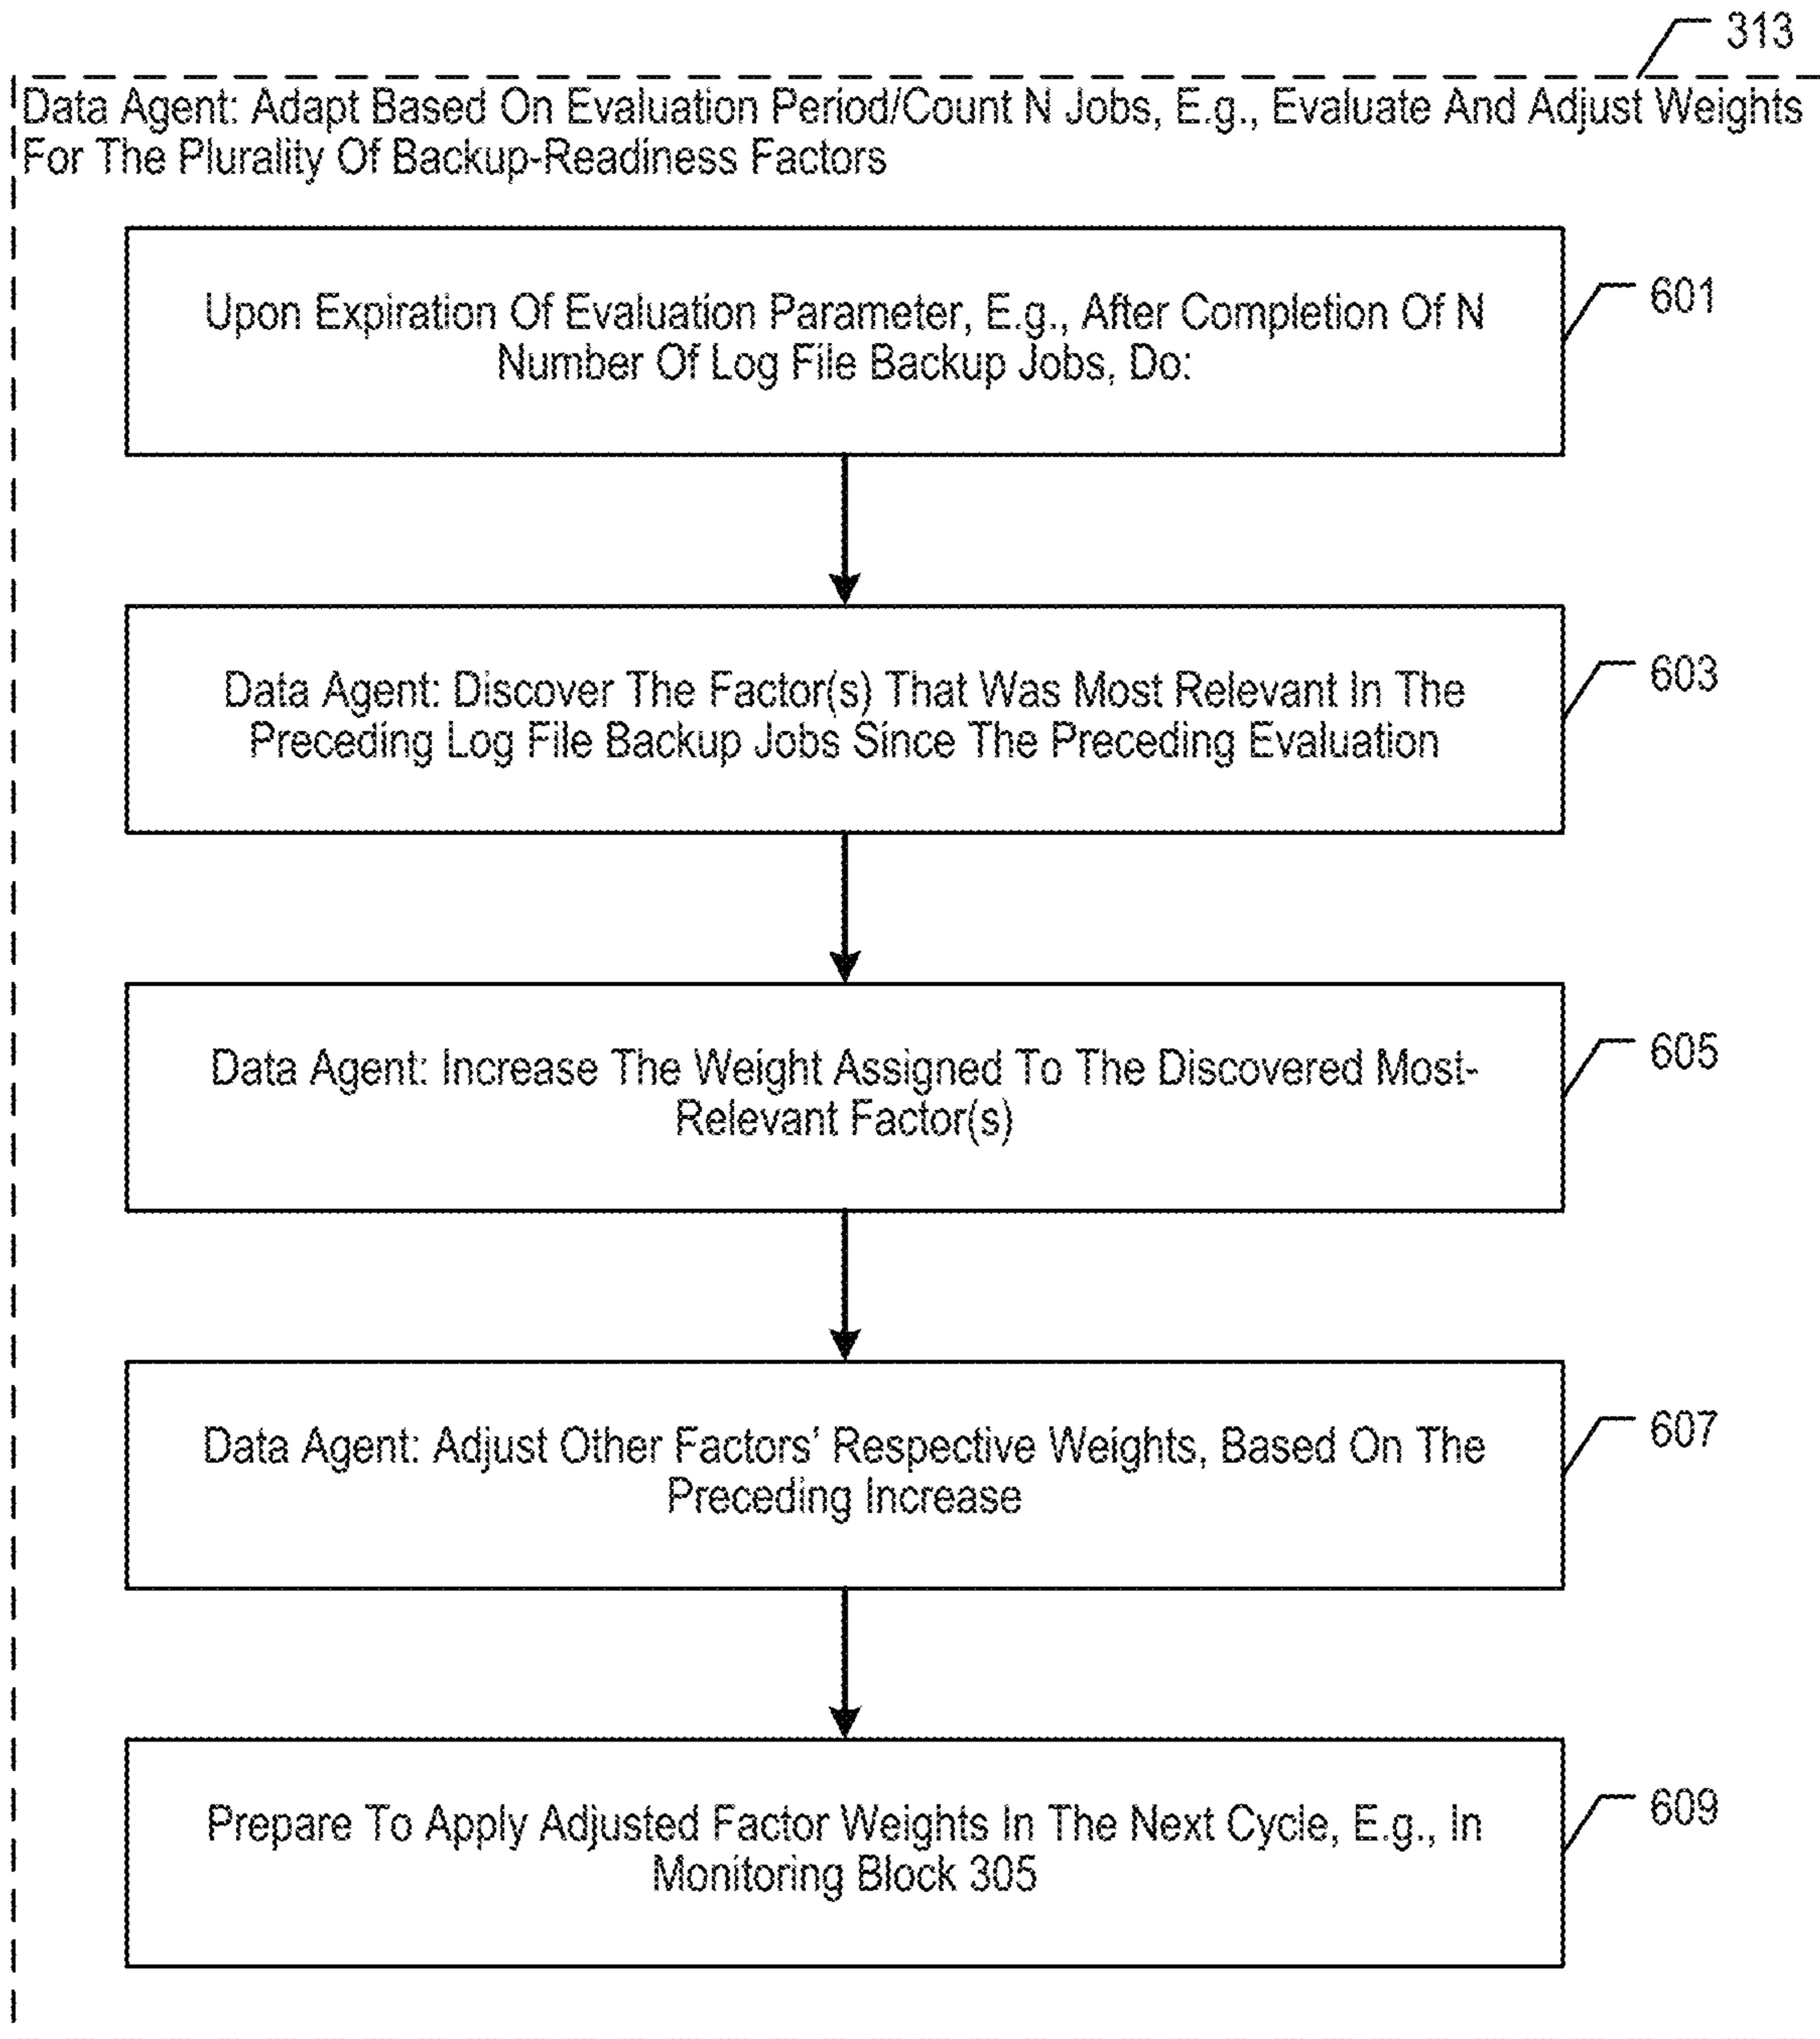 313
Data Agent: Adapt Based On Evaluation Period/Count N Jobs, E.g., Evaluate And Adjust Weights
For The Plurality Of Backup-Readiness Factors
Upon Expiration Of Evaluation Parameter, E.g., After Completion Of N
Number Of Log File Backup Jobs, Do:
601
Data Agent: Discover The Factor(s) That Was Most Relevant In The
Preceding Log File Backup Jobs Since The Preceding Evaluation
603
Data Agent: Increase The Weight Assigned To The Discovered Most-
Relevant Factor(s)
605
Data Agent: Adjust Other Factors' Respective Weights, Based On The
Preceding Increase
607
Prepare To Apply Adjusted Factor Weights In The Next Cycle, E.g., In
Monitoring Block 305
609